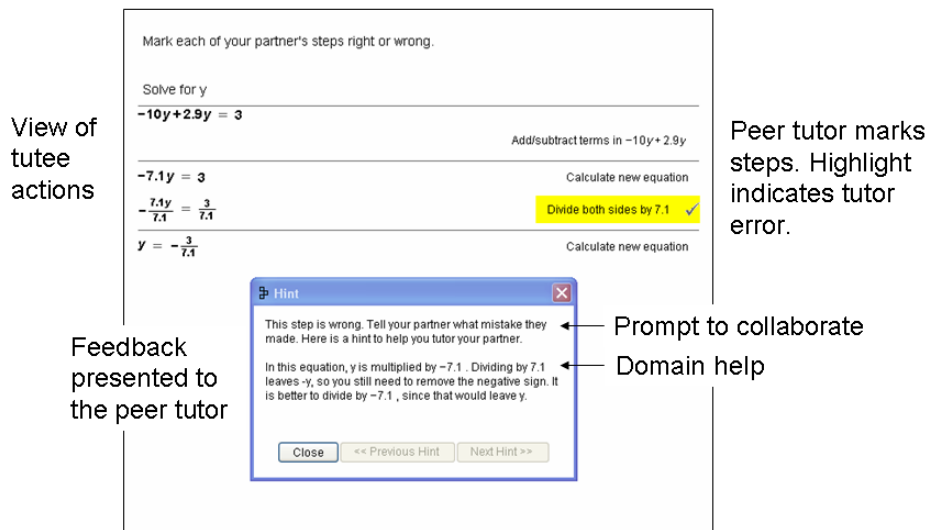 Mark each of your partner's steps right or wrong.
Solve for y
−10y+2.9y = 3
Add/subtract terms in −10y+2.9y
−7.1y = 3
Calculate new equation
−7.1y/7.1 = 3/7.1
Divide both sides by 7.1 ✓
y = −3/7.1
Calculate new equation
View of
tutee
actions
Peer tutor marks
steps. Highlight
indicates tutor
error.
Hint
This step is wrong. Tell your partner what mistake they
made. Here is a hint to help you tutor your partner.
In this equation, y is multiplied by −7.1 . Dividing by 7.1
leaves -y, so you still need to remove the negative sign. It
is better to divide by −7.1 , since that would leave y.
Close
<< Previous Hint
Next Hint >>
Prompt to collaborate
Domain help
Feedback
presented to
the peer tutor